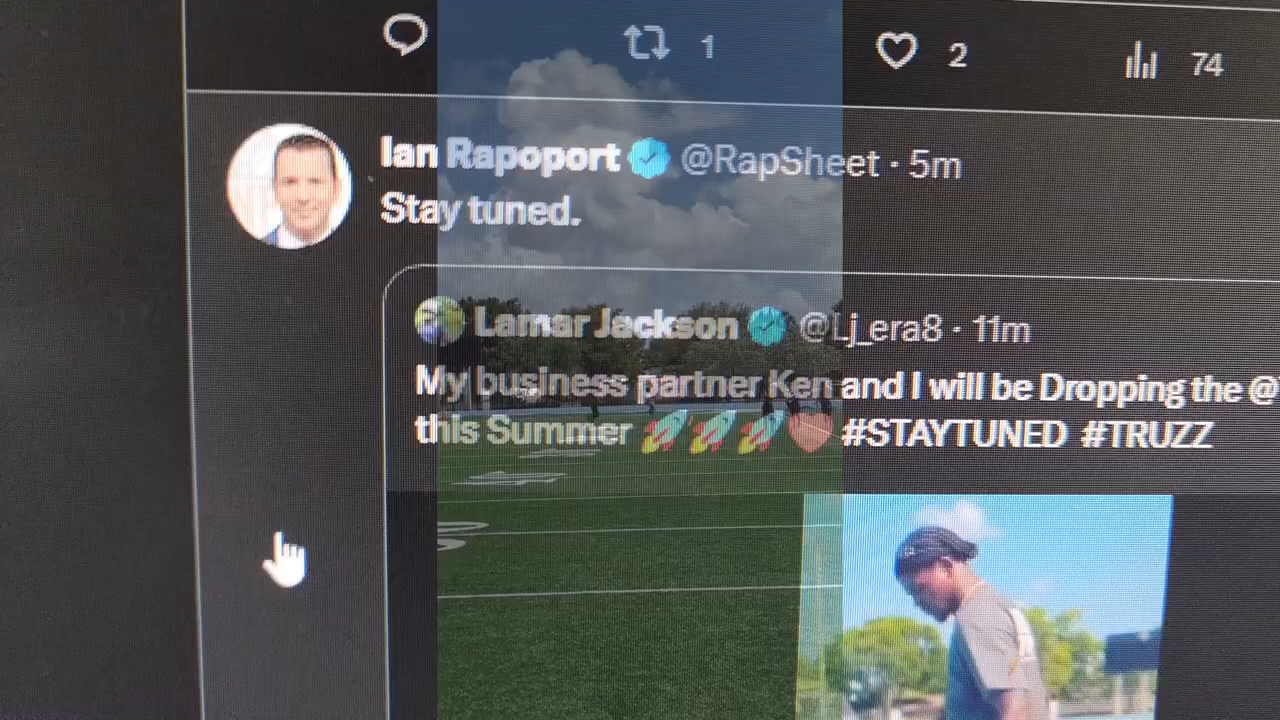 1 2 74
Ian Rapoport @RapSheet · 5m
Stay tuned.
Lamar Jackson @Lj_era8 · 11m
My business partner Ken and I will be Dropping the @
this Summer 🚀🚀🚀❤️ #STAYTUNED #TRUZZ